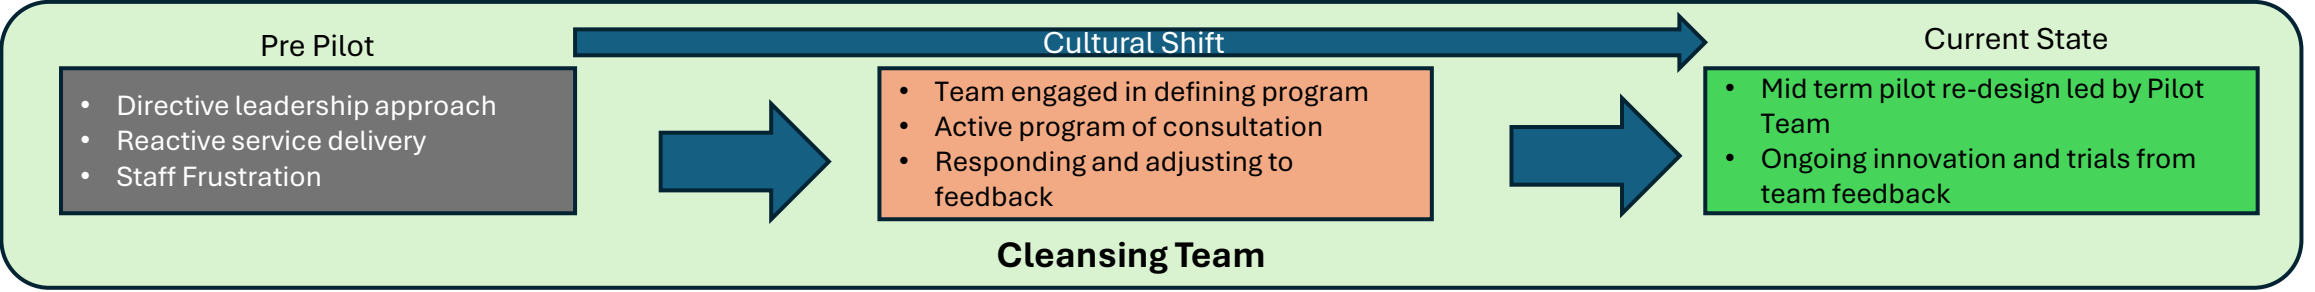 Pre Pilot
Cultural Shift
Current State
• Directive leadership approach
• Reactive service delivery
• Staff Frustration
• Team engaged in defining program
• Active program of consultation
• Responding and adjusting to
feedback
• Mid term pilot re-design led by Pilot
Team
• Ongoing innovation and trials from
team feedback
Cleansing Team